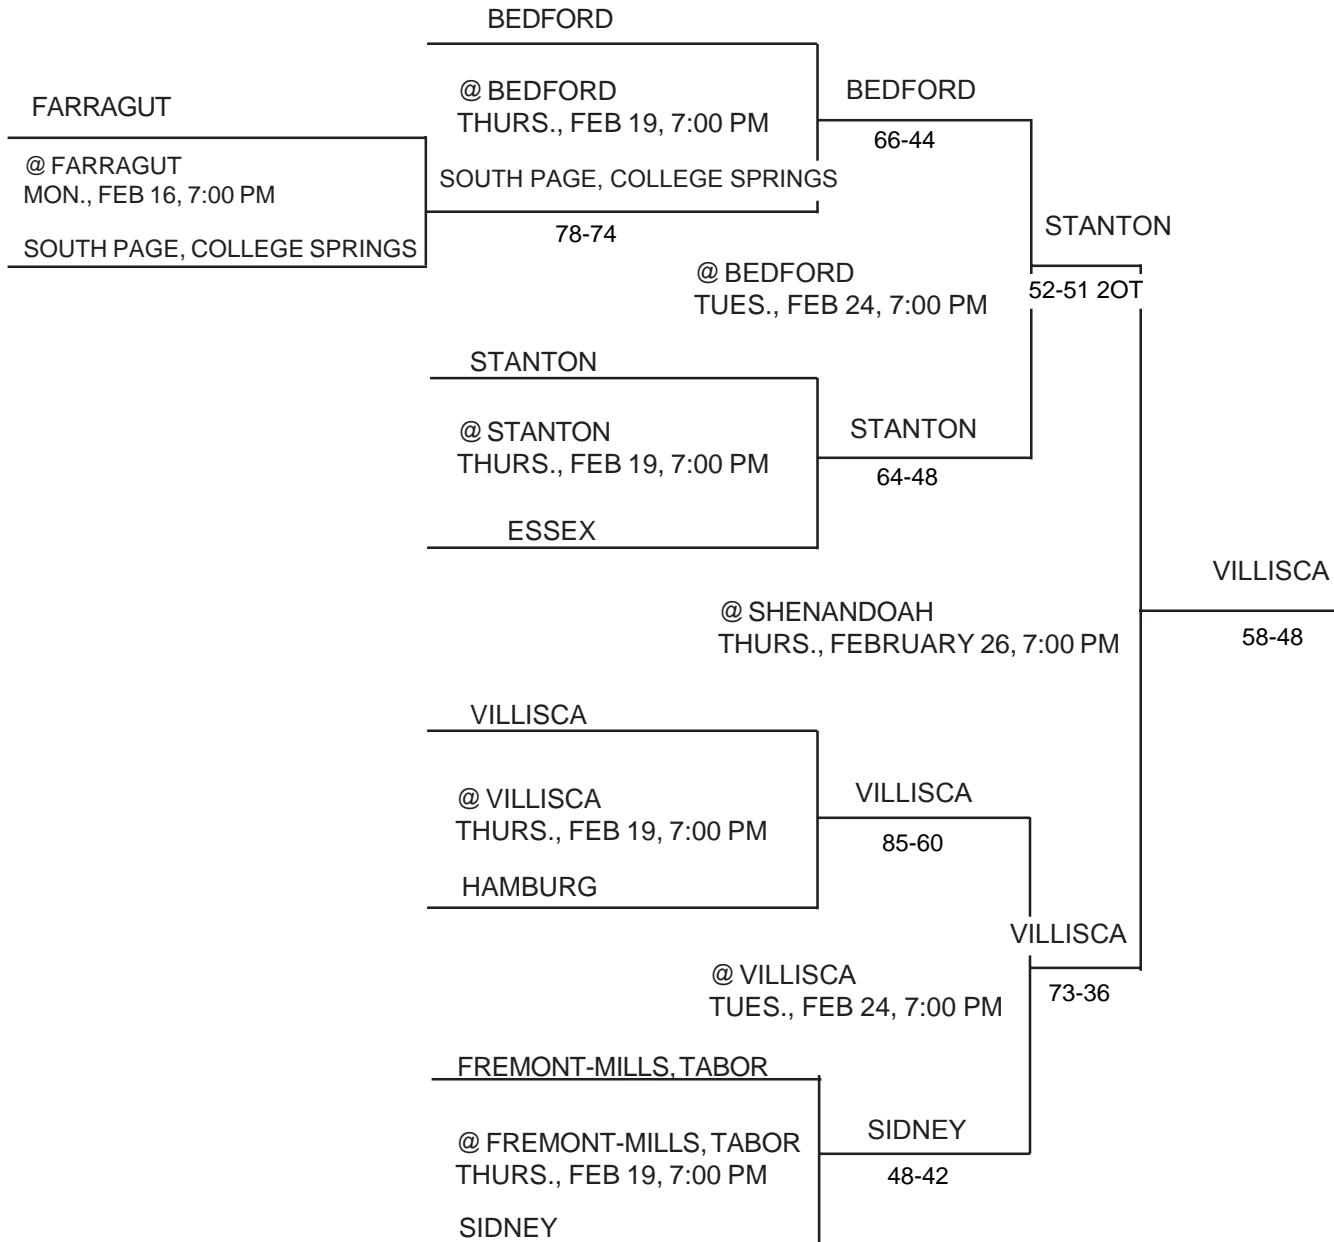 BEDFORD
@ BEDFORD
THURS., FEB 19, 7:00 PM
BEDFORD
66-44
FARRAGUT
@ FARRAGUT
MON., FEB 16, 7:00 PM
SOUTH PAGE, COLLEGE SPRINGS
SOUTH PAGE, COLLEGE SPRINGS
78-74
STANTON
52-51 2OT
@ BEDFORD
TUES., FEB 24, 7:00 PM
STANTON
@ STANTON
THURS., FEB 19, 7:00 PM
STANTON
64-48
ESSEX
VILLISCA
58-48
@ SHENANDOAH
THURS., FEBRUARY 26, 7:00 PM
VILLISCA
@ VILLISCA
THURS., FEB 19, 7:00 PM
VILLISCA
85-60
HAMBURG
VILLISCA
73-36
@ VILLISCA
TUES., FEB 24, 7:00 PM
FREMONT-MILLS, TABOR
@ FREMONT-MILLS, TABOR
THURS., FEB 19, 7:00 PM
SIDNEY
48-42
SIDNEY